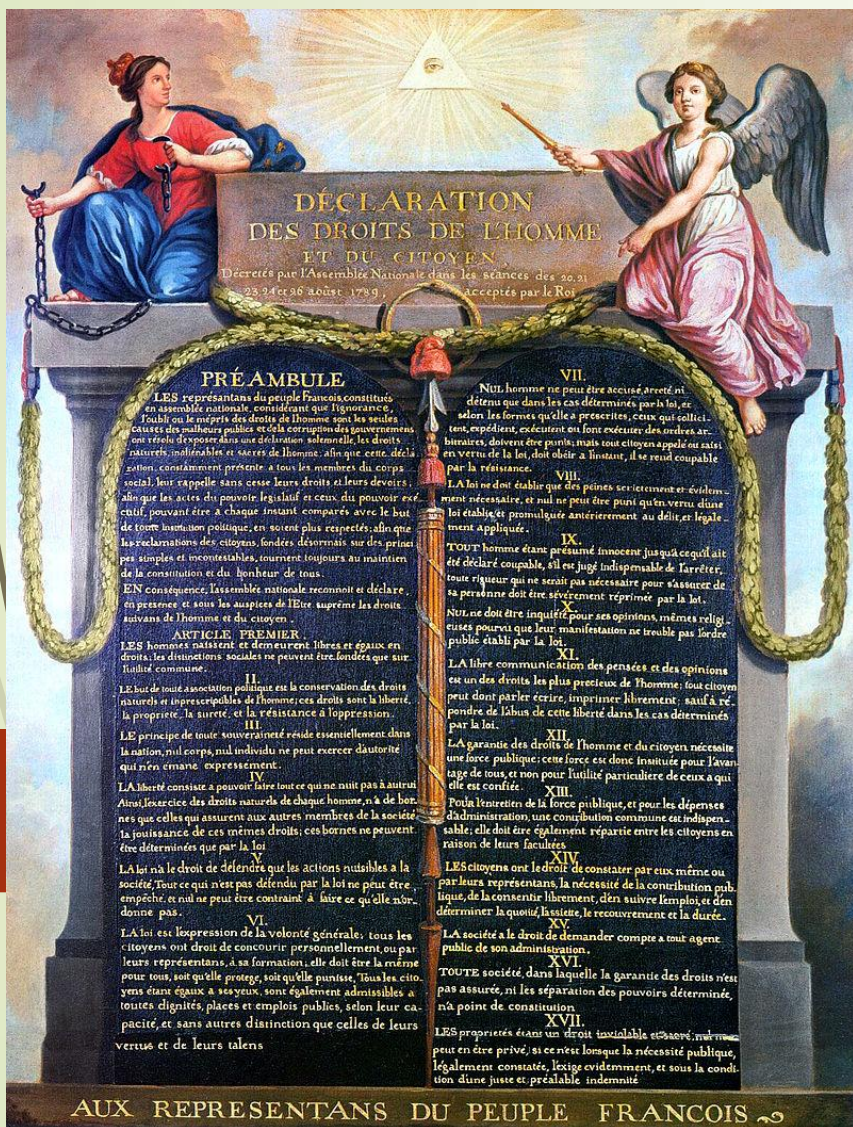 DÉCLARATION
DES DROITS DE L'HOMME
ET DU CITOYEN,
Décretés par l'Assemblée Nationale dans les séances des 20. 21
23. 24 et 26 aoûst 1789, acceptés par le Roi
PRÉAMBULE
LES représantans du peuple Francois, constitués
en assemblée nationale, considérant que l'ignorance,
l'oubli ou le mépris des droits de l'homme sont les seules
causes des malheurs publics et de la corruption des gouvernemens
ont résolu d'exposer, dans une déclaration solemnelle, les droits
naturels, inaliénables et sacrés de l'homme; afin que cette décla
ration, constamment présente a tous les membres du corps
social, leur rappelle sans cesse leurs droits et leurs devoirs;
afin que les actes du pouvoir legislatif et ceux du pouvoir exé
cutif, pouvant être a chaque instant comparés avec le but
de toute institution politique, en soient plus respectés; afin que
les reclamations des citoyens, fondées désormais sur des princi
pes simples et incontestables, tournent toujours au maintien
de la constitution et du bonheur de tous.
EN conséquence, l'assemblée nationale reconnoit et déclare,
en presence et sous les auspices de l'Etre suprême les droits
suivans de l'homme et du citoyen.
ARTICLE PREMIER.
LES hommes naissent et demeurent libres et égaux en
droits; les distinctions sociales ne peuvent être fondées que sur
l'utilité commune.
II.
LE but de toute association politique est la conservation des droits
naturels et inprescriptibles de l'homme; ces droits sont la liberté,
la propriete, la sureté, et la résistance à l'oppression.
III.
LE principe de toute souveraineté réside essentiellement dans
la nation, nul corps, nul individu ne peut exercer d'autorité
qui n'en émane expressement.
IV.
LA liberté consiste a pouvoir faire tout ce qui ne nuit pas à autrui
Ainsi, l'exercice des droits naturels de chaque homme, n'a de bor
nes que celles qui assurent aux autres membres de la société
la jouissance de ces mêmes droits; ces bornes ne peuvent
être déterminées que par la loi
V.
LA loi n'a le droit de défendre que les actions nuisibles a la
société, Tout ce qui n'est pas défendu par la loi ne peut être
empêché, et nul ne peut être contraint à faire ce qu'elle n'or-
donne pas.
VI.
LA loi est l'expression de la volonté générale; tous les
citoyens ont droit de concourir personnellement, ou par
leurs représentans, à sa formation; elle doit être la même
pour tous, soit qu'elle protege, soit qu'elle punisse, Tous les cito
yens étant égaux a ses yeux, sont également admissibles a
toutes dignités, places et emplois publics, selon leur ca-
pacité, et sans autres distinction que celles de leurs
vertus et de leurs talens
VII.
NUL homme ne peut être accusé, arreté ni
détenu que dans les cas déterminés par la loi, et
selon les formes qu'elle a prescrites, ceux qui sollici-
tent, expédient, exécutent ou font exécuter des ordres ar-
bitraires, doivent être punis; mais tout citoyen appelé ou saisi
en vertu de la loi, doit obéir a l'instant, il se rend coupable
par la résistance.
VIII.
LA loi ne doit établir que des peines strictement et évidem-
ment nécessaire, et nul ne peut être puni qu'en vertu d'une
loi établie et promulguée antérierement au délit, et légale-
ment appliquée.
IX.
TOUT homme étant présumé innocent jusqu'a ce qu'il ait
été déclaré coupable, s'il est jugé indispensable de l'arrêter,
toute rigueur qui ne serait pas nécessaire pour s'assurer de
sa personne doit être sévèrement réprimée par la loi.
X.
NUL ne doit être inquiété pour ses opinions, mêmes religi-
euses pourvu que leur manifestation ne trouble pas l'ordre
public établi par la loi.
XI.
LA libre communication des pensées et des opinions
est un des droits les plus precieux de l'homme; tout citoyen
peut dont parler écrire, imprimer librement; sauf à ré-
pondre de l'abus de cette liberté dans les cas déterminés
par la loi.
XII.
LA garantie des droits de l'homme et du citoyen nécessite
une force publique; cette force est donc instituée pour l'avan-
tage de tous, et non pour l'utilité particuliere de ceux a qui
elle est confiée.
XIII.
POUR l'entretien de la force publique, et pour les dépenses
d'administration, une contribution commune est indispen-
sable; elle doit être également répartie entre les citoyens en
raison de leurs facultées
XIV.
LES citoyens ont le droit de constater par eux même ou
par leurs représentans, la nécessité de la contribution pub-
lique, de la consentir librement, d'en suivre l'emploi, et d'en
déterminer la quotité, l'assiette, le recouvrement et la durée.
XV.
LA société a le droit de demander compte a tout agent
public de son administration.
XVI.
TOUTE société, dans laquelle la garantie des droits n'est
pas assurée, ni les séparation des pouvoirs déterminée,
n'a point de constitution
XVII.
LES proprietés étant un droit inviolable et sacré, nul ne
peut en être privé, si ce n'est lorsque la nécessité publique,
légalement constatée, l'exige evidemment, et sous la condi-
tion d'une juste et préalable indemnité
AUX REPRESENTANS DU PEUPLE FRANCOIS